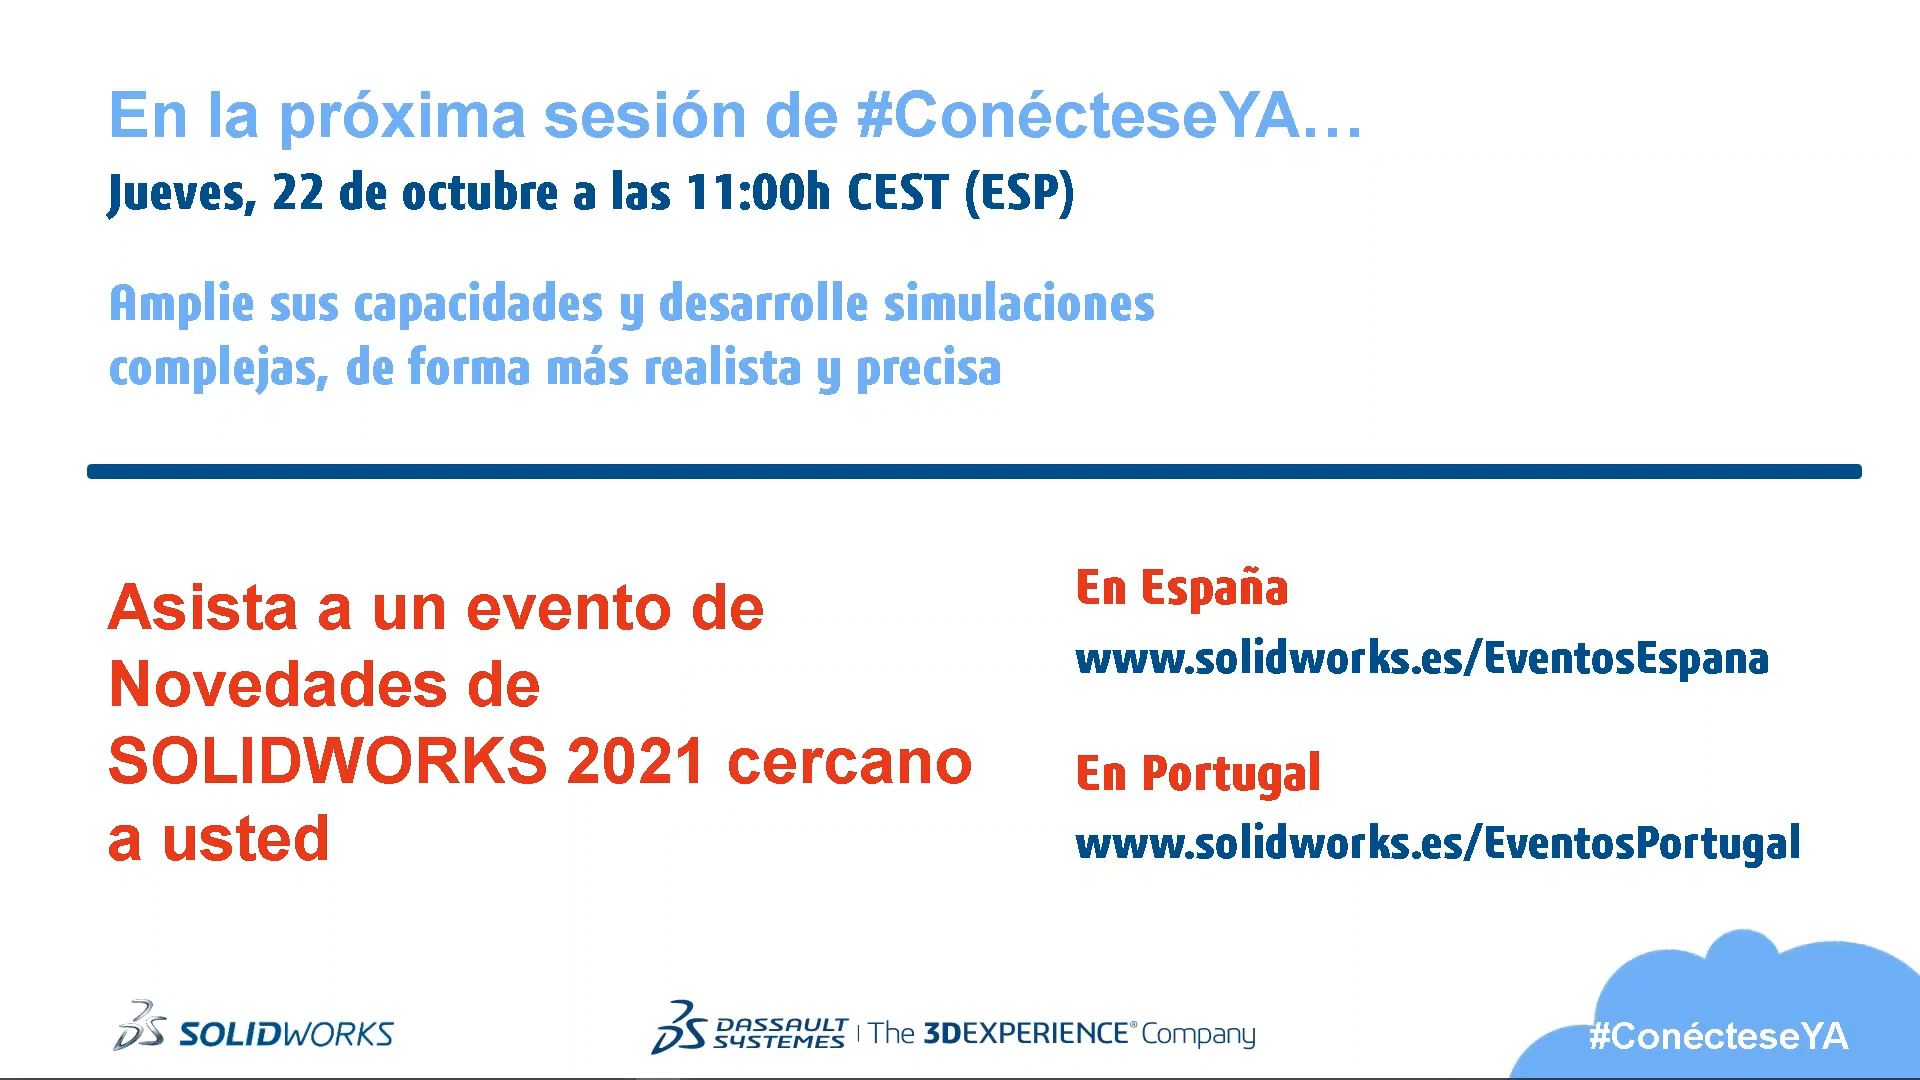 En la próxima sesión de #ConécteseYA…
Jueves, 22 de octubre a las 11:00h CEST (ESP)
Amplie sus capacidades y desarrolle simulaciones
complejas, de forma más realista y precisa
Asista a un evento de
Novedades de
SOLIDWORKS 2021 cercano
a usted
En España
www.solidworks.es/EventosEspana
En Portugal
www.solidworks.es/EventosPortugal
SOLIDWORKS
DASSAULT SYSTEMES | The 3DEXPERIENCE® Company
#ConécteseYA